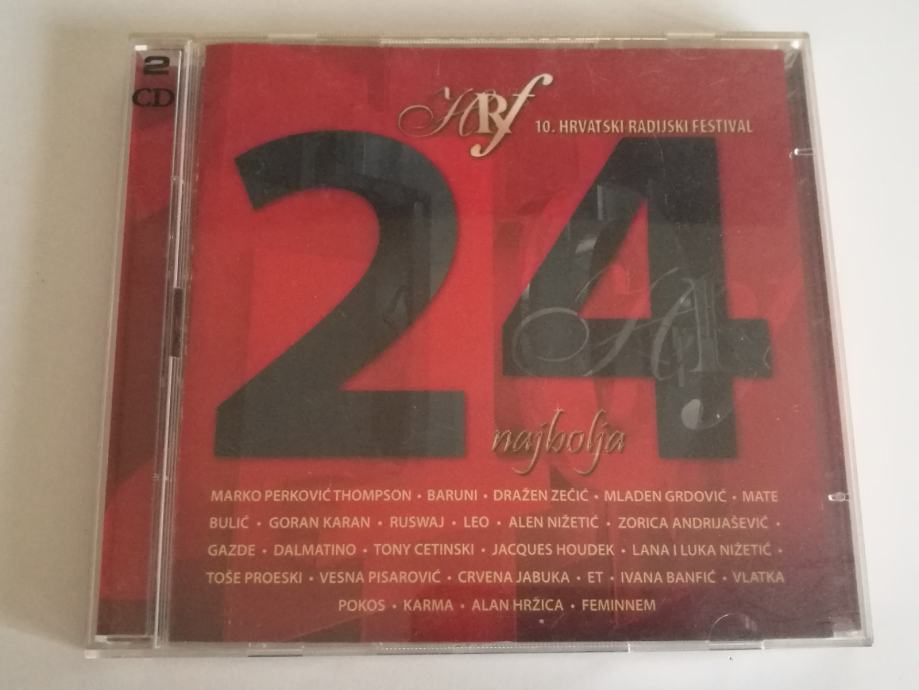 2
CD
HRf
10. HRVATSKI RADIJSKI FESTIVAL
24
najbolja
MARKO PERKOVIĆ THOMPSON • BARUNI • DRAŽEN ZEČIĆ • MLADEN GRDOVIĆ • MATE
BULIĆ • GORAN KARAN • RUSWAJ • LEO • ALEN NIŽETIĆ • ZORICA ANDRIJAŠEVIĆ •
GAZDE • DALMATINO • TONY CETINSKI • JACQUES HOUDEK • LANA I LUKA NIŽETIĆ •
TOŠE PROESKI • VESNA PISAROVIĆ • CRVENA JABUKA • ET • IVANA BANFIĆ • VLATKA
POKOS • KARMA • ALAN HRŽICA • FEMINNEM